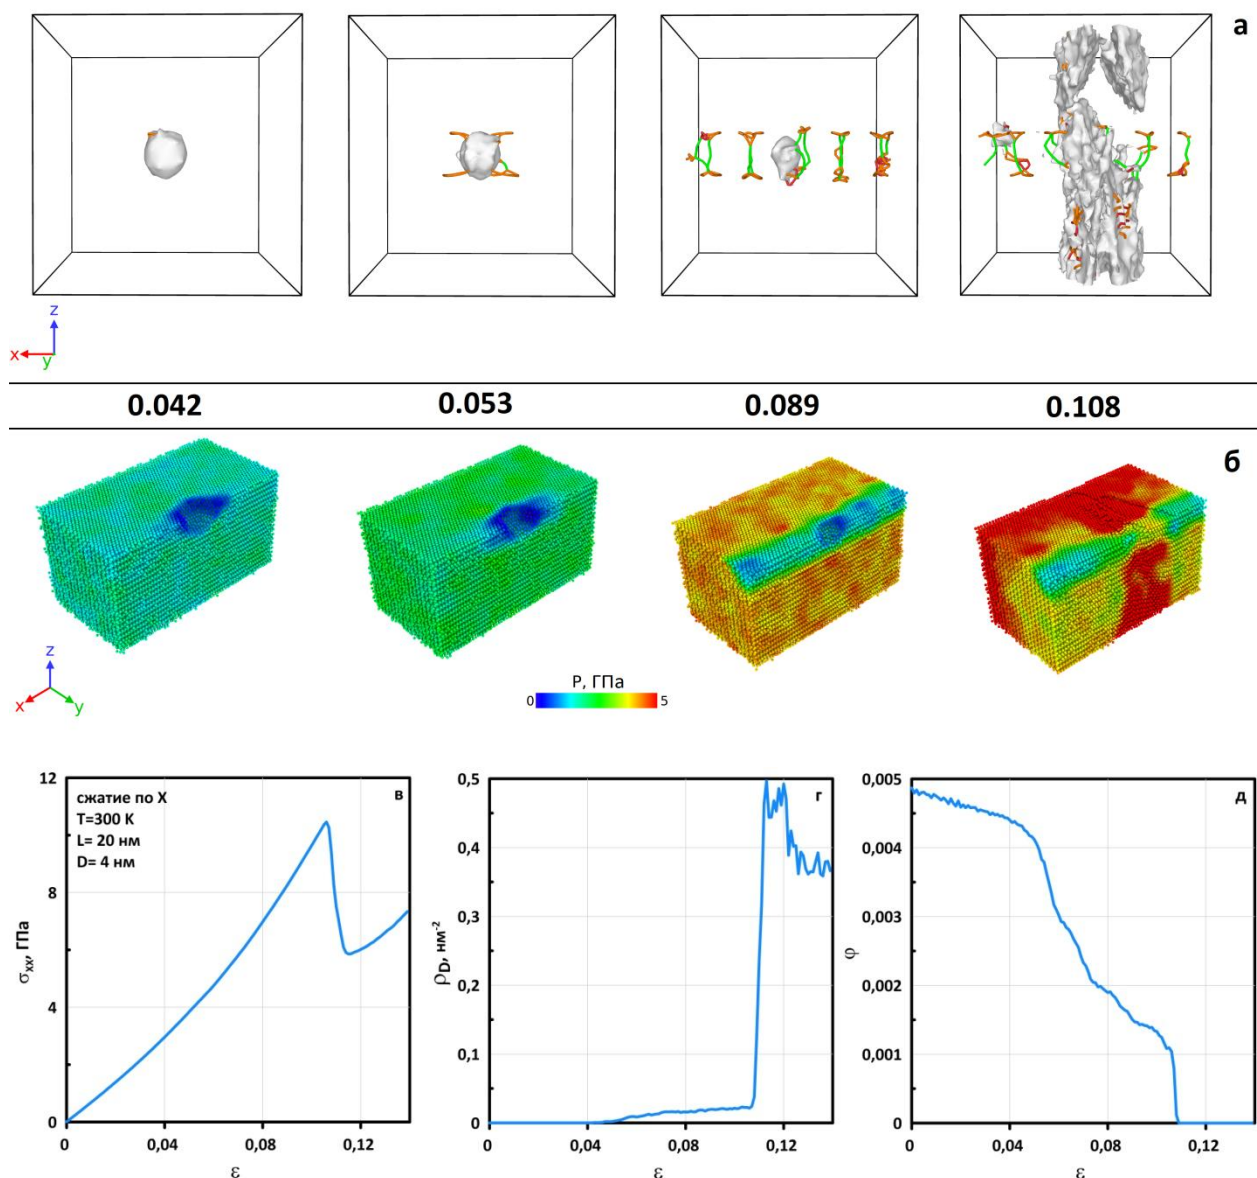 а
z
x
y
0.042 0.053 0.089 0.108
б
z
x
y
P, ГПа
0 5
в
сжатие по X
T=300 K
L= 20 нм
D= 4 нм
12
8
4
0
σxx, ГПа
0 0,04 0,08 0,12
ε
г
0,5
0,4
0,3
0,2
0,1
0
ρD, нм-2
0 0,04 0,08 0,12
ε
д
0,005
0,004
0,003
0,002
0,001
0
φ
0 0,04 0,08 0,12
ε